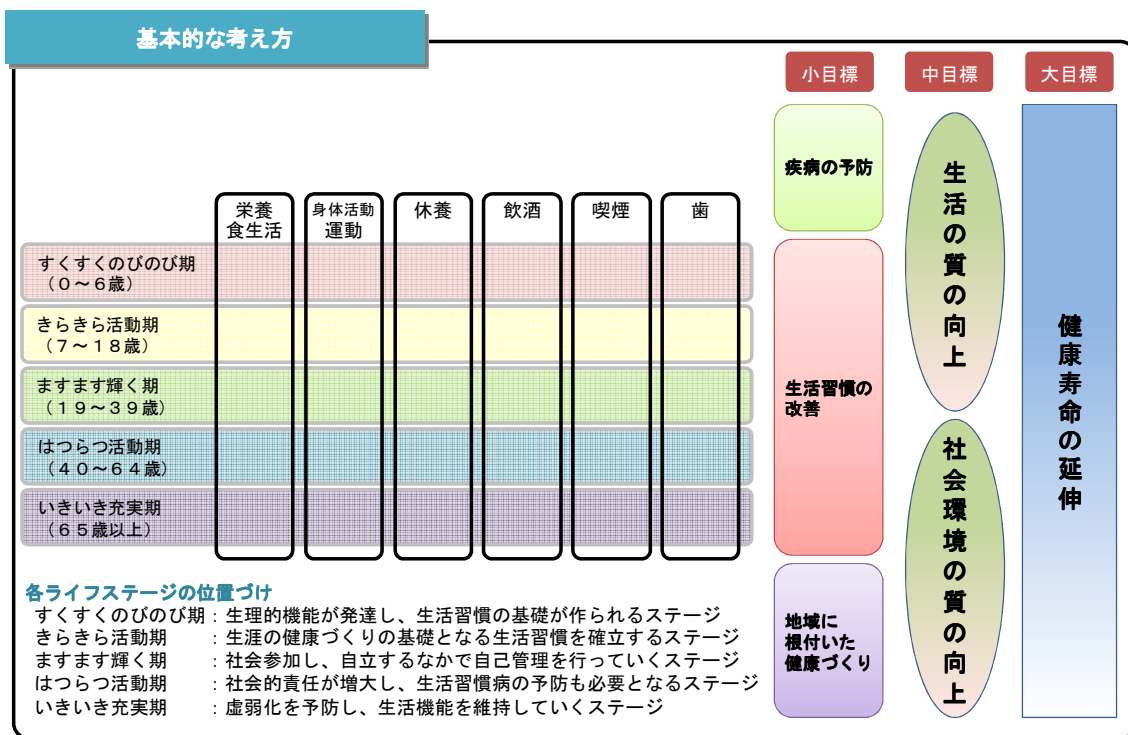 基本的な考え方
小目標
中目標
大目標
疾病の予防
生活習慣の
改善
地域に
根付いた
健康づくり
生活の質の向上
社会環境の質の向上
健康寿命の延伸
栄養
食生活
身体活動
運動
休養
飲酒
喫煙
歯
すくすくのびのび期
（０～６歳）
きらきら活動期
（７～１８歳）
ますます輝く期
（１９～３９歳）
はつらつ活動期
（４０～６４歳）
いきいき充実期
（６５歳以上）
各ライフステージの位置づけ
すくすくのびのび期：生理的機能が発達し、生活習慣の基礎が作られるステージ
きらきら活動期　　：生涯の健康づくりの基礎となる生活習慣を確立するステージ
ますます輝く期　　：社会参加し、自立するなかで自己管理を行っていくステージ
はつらつ活動期　　：社会的責任が増大し、生活習慣病の予防も必要となるステージ
いきいき充実期　　：虚弱化を予防し、生活機能を維持していくステージ